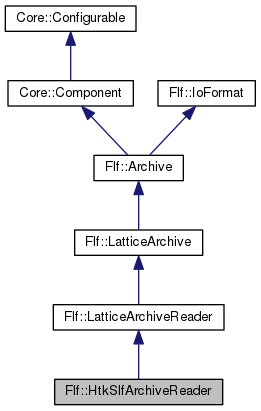 Core::Configurable
Core::Component
Flf::IoFormat
Flf::Archive
Flf::LatticeArchive
Flf::LatticeArchiveReader
Flf::HtkSlfArchiveReader